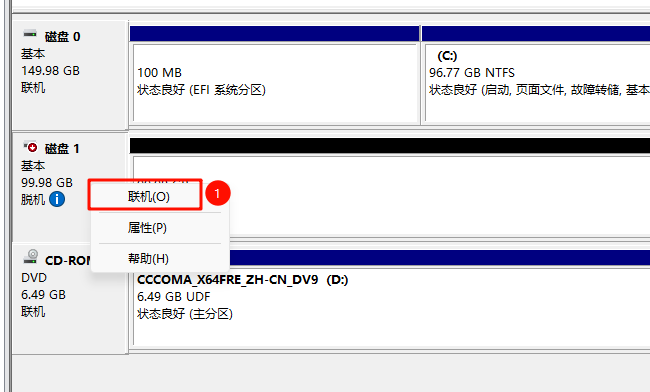 磁盘 0
基本
149.98 GB
联机
100 MB
状态良好 (EFI 系统分区)
(C:)
96.77 GB NTFS
状态良好 (启动, 页面文件, 故障转储, 基本
磁盘 1
基本
99.98 GB
脱机
联机(O)
1
属性(P)
帮助(H)
CD-ROM
DVD
6.49 GB
联机
CCCOMA_X64FRE_ZH-CN_DV9 (D:)
6.49 GB UDF
状态良好 (主分区)